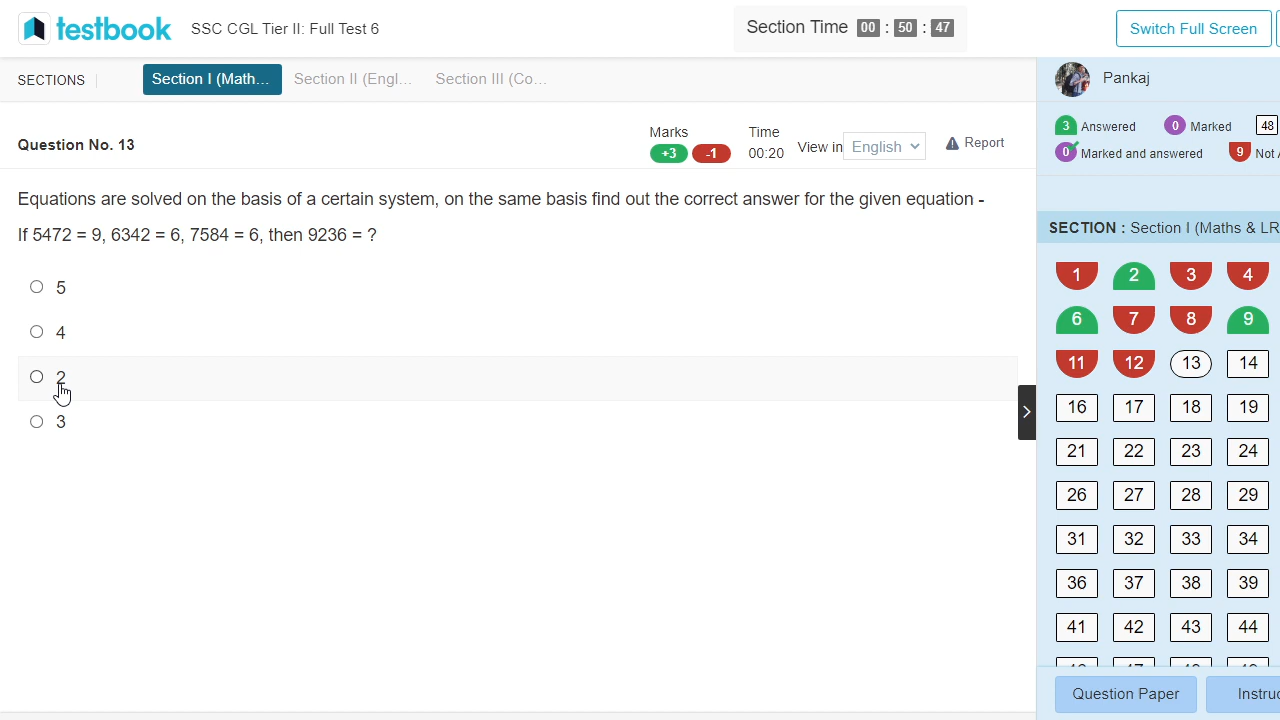 testbook SSC CGL Tier II: Full Test 6 Section Time 00 : 50 : 47 Switch Full Screen
SECTIONS Section I (Math... Section II (Engl... Section III (Co... Pankaj
3 Answered 0 Marked 48
0 Marked and answered 9 Not
Question No. 13 Marks +3 -1 Time 00:20 View in English Report
Equations are solved on the basis of a certain system, on the same basis find out the correct answer for the given equation -
If 5472 = 9, 6342 = 6, 7584 = 6, then 9236 = ?
5
4
2
3
SECTION : Section I (Maths & LR
1 2 3 4
6 7 8 9
11 12 13 14
16 17 18 19
21 22 23 24
26 27 28 29
31 32 33 34
36 37 38 39
41 42 43 44
Question Paper